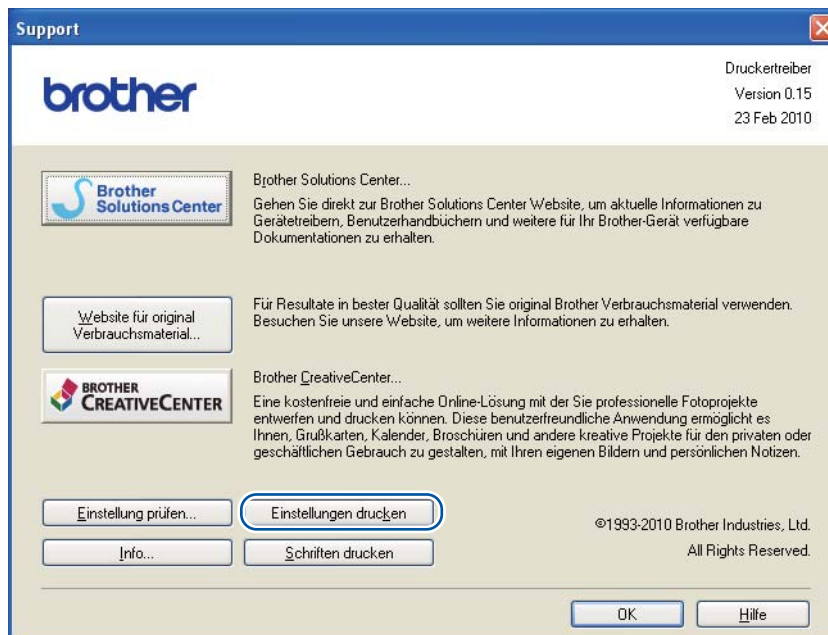 Support
brother
Druckertreiber
Version 0.15
23 Feb 2010
Brother
Solutions Center
Brother Solutions Center...
Gehen Sie direkt zur Brother Solutions Center Website, um aktuelle Informationen zu
Gerätetreibern, Benutzerhandbüchern und weitere für Ihr Brother-Gerät verfügbare
Dokumentationen zu erhalten.
Website für original
Verbrauchsmaterial...
Für Resultate in bester Qualität sollten Sie original Brother Verbrauchsmaterial verwenden.
Besuchen Sie unsere Website, um weitere Informationen zu erhalten.
BROTHER
CREATIVECENTER
Brother CreativeCenter...
Eine kostenfreie und einfache Online-Lösung mit der Sie professionelle Fotoprojekte
entwerfen und drucken können. Diese benutzerfreundliche Anwendung ermöglicht es
Ihnen, Grußkarten, Kalender, Broschüren und andere kreative Projekte für den privaten oder
geschäftlichen Gebrauch zu gestalten, mit Ihren eigenen Bildern und persönlichen Notizen.
Einstellung prüfen...
Einstellungen drucken
Info...
Schriften drucken
©1993-2010 Brother Industries, Ltd.
All Rights Reserved.
OK
Hilfe